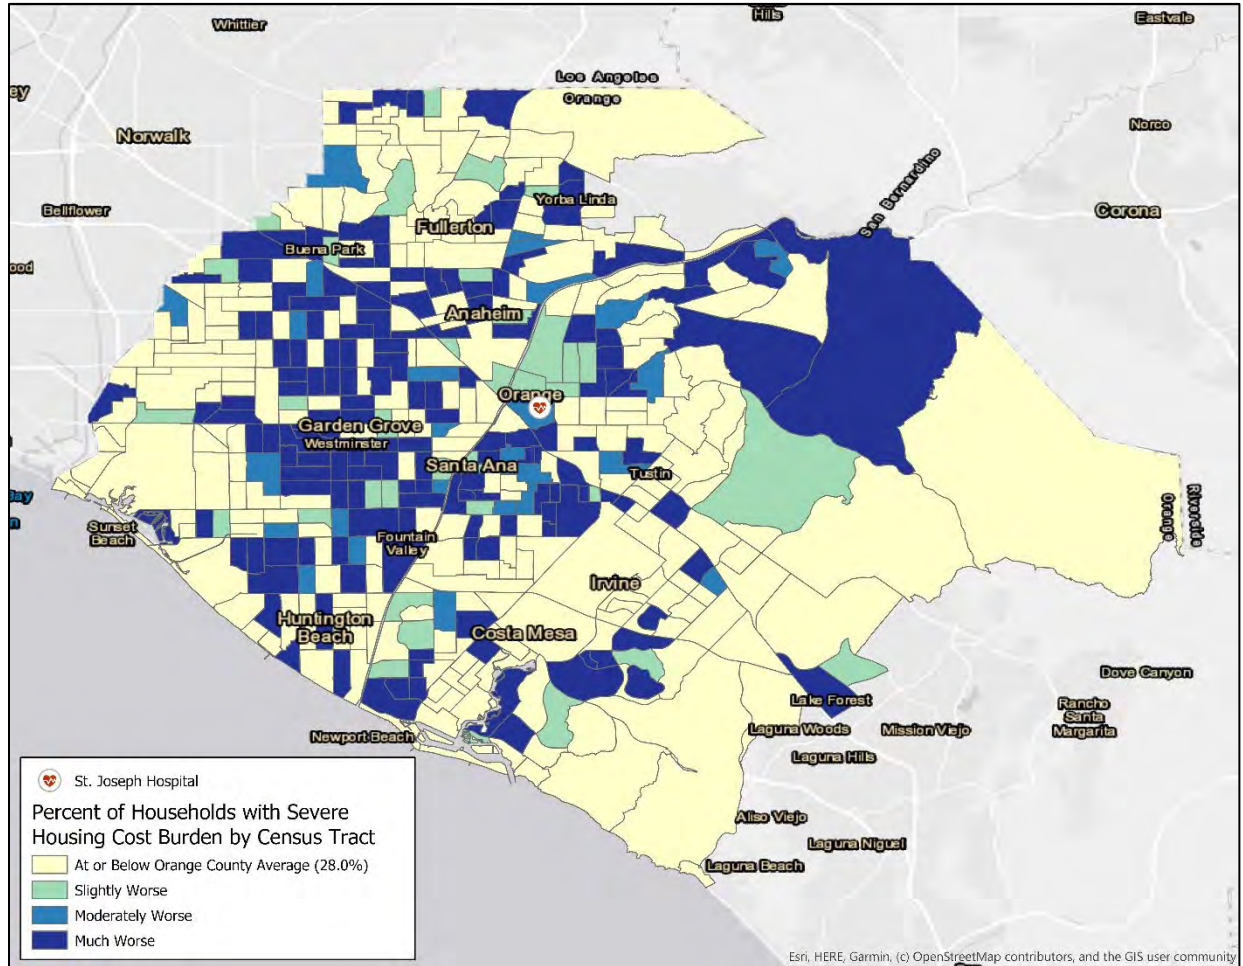 Whittier
Hills
Eastvale
ey
Los Angeles
Orange
Norwalk
Norco
San Bernardino
Bellflower
Yorba Linda
Corona
Fullerton
Buena Park
ood
Anaheim
Orange
Garden Grove
Westminster
Santa Ana
Tustin
Bay
n
Riverside
Orange
Sunset
Beach
Fountain
Valley
Irvine
Huntington
Beach
Costa Mesa
Dove Canyon
Lake Forest
Rancho
Santa
Margarita
Newport Beach
Laguna Woods
Mission Viejo
Laguna Hills
Aliso Viejo
Laguna Niguel
Laguna Beach
St. Joseph Hospital
Percent of Households with Severe
Housing Cost Burden by Census Tract
At or Below Orange County Average (28.0%)
Slightly Worse
Moderately Worse
Much Worse
Esri, HERE, Garmin, (c) OpenStreetMap contributors, and the GIS user community